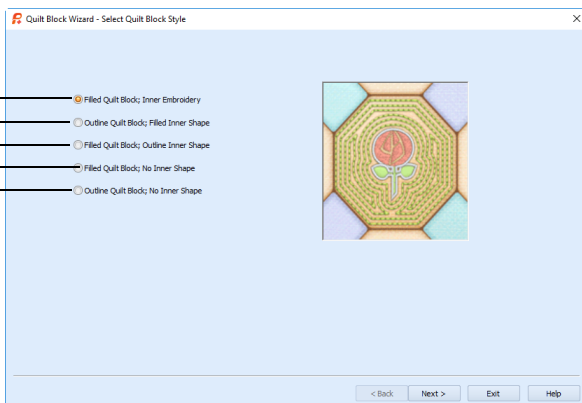 Quilt Block Wizard - Select Quilt Block Style
Filled Quilt Block; Inner Embroidery
Outline Quilt Block; Filled Inner Shape
Filled Quilt Block; Outline Inner Shape
Filled Quilt Block; No Inner Shape
Outline Quilt Block; No Inner Shape
< Back Next > Exit Help